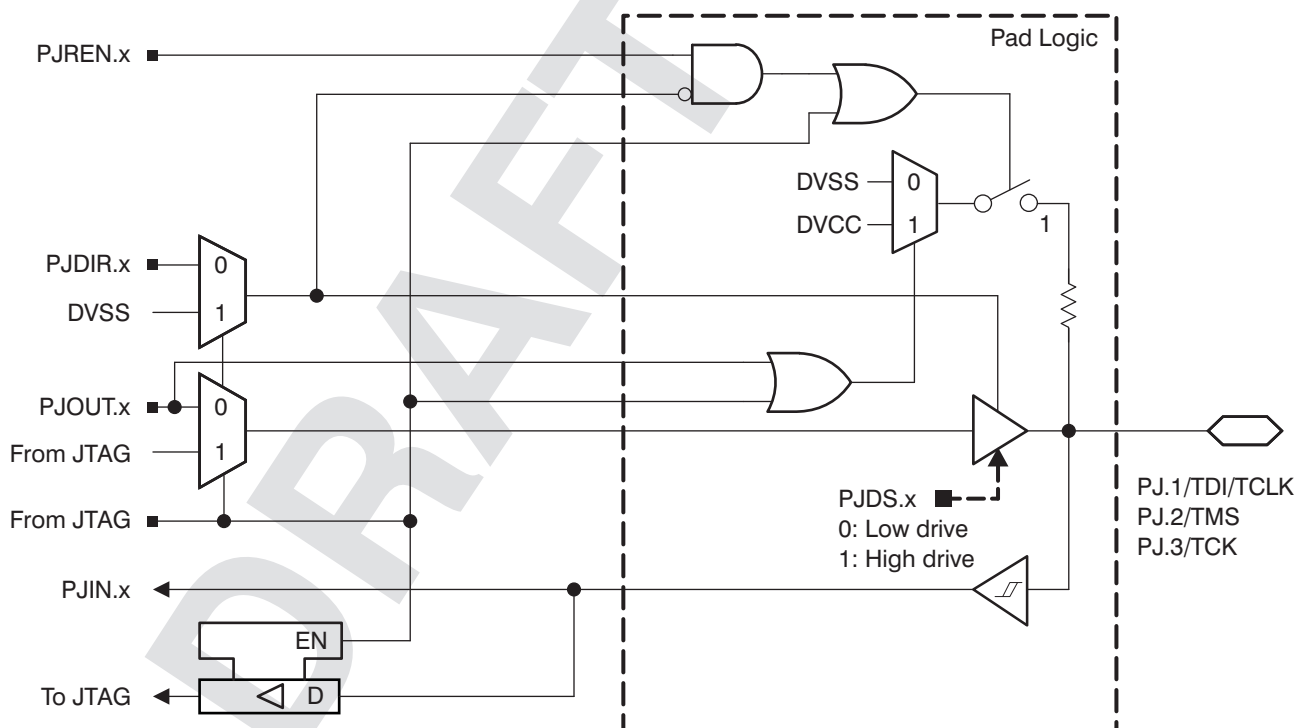 Pad Logic
PJREN.x
DVSS 0
DVCC 1
1
PJDIR.x 0
DVSS 1
PJOUT.x 0
From JTAG 1
From JTAG
PJDS.x
0: Low drive
1: High drive
PJ.1/TDI/TCLK
PJ.2/TMS
PJ.3/TCK
PJIN.x
EN
To JTAG
D
DRAFT